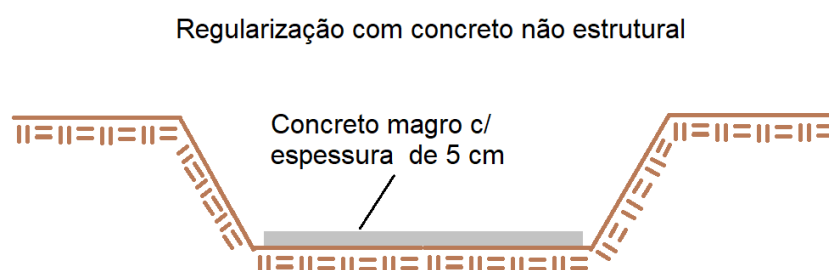 Regularização com concreto não estrutural
Concreto magro c/
espessura  de 5 cm